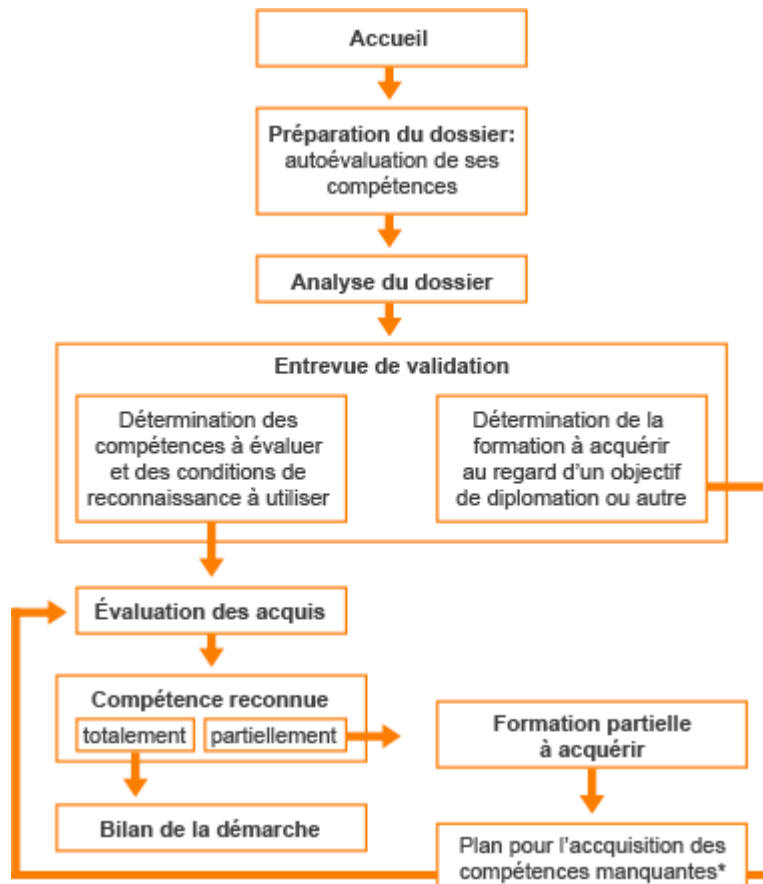 Accueil
Préparation du dossier:
autoévaluation de ses
compétences
Analyse du dossier
Entrevue de validation
Détermination des
compétences à évaluer
et des conditions de
reconnaissance à utiliser
Détermination de la
formation à acquérir
au regard d'un objectif
de diplomation ou autre
Évaluation des acquis
Compétence reconnue
totalement
partiellement
Formation partielle
à acquérir
Bilan de la démarche
Plan pour l'accquisition des
compétences manquantes*